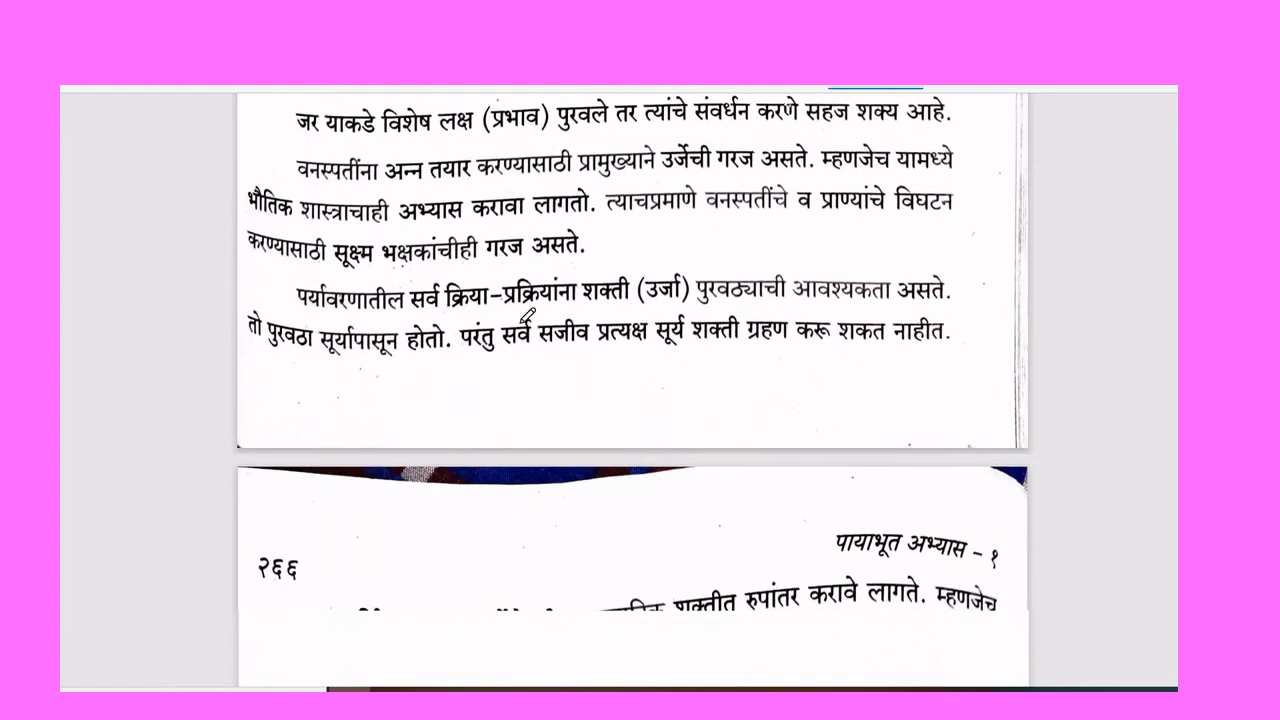 जर याकडे विशेष लक्ष (प्रभाव) पुरवले तर त्यांचे संवर्धन करणे सहज शक्य आहे.
वनस्पतींना अन्न तयार करण्यासाठी प्रामुख्याने उर्जेची गरज असते. म्हणजेच यामध्ये
भौतिक शास्त्राचाही अभ्यास करावा लागतो. त्याचप्रमाणे वनस्पतींचे व प्राण्यांचे विघटन
करण्यासाठी सूक्ष्म भक्षकांचीही गरज असते.
पर्यावरणातील सर्व क्रिया-प्रक्रियांना शक्ती (उर्जा) पुरवठ्याची आवश्यकता असते.
तो पुरवठा सूर्यापासून होतो. परंतु सर्व सजीव प्रत्यक्ष सूर्य शक्ती ग्रहण करू शकत नाहीत.
पायाभूत अभ्यास - १
२६६
शक्तीत रुपांतर करावे लागते. म्हणजेच